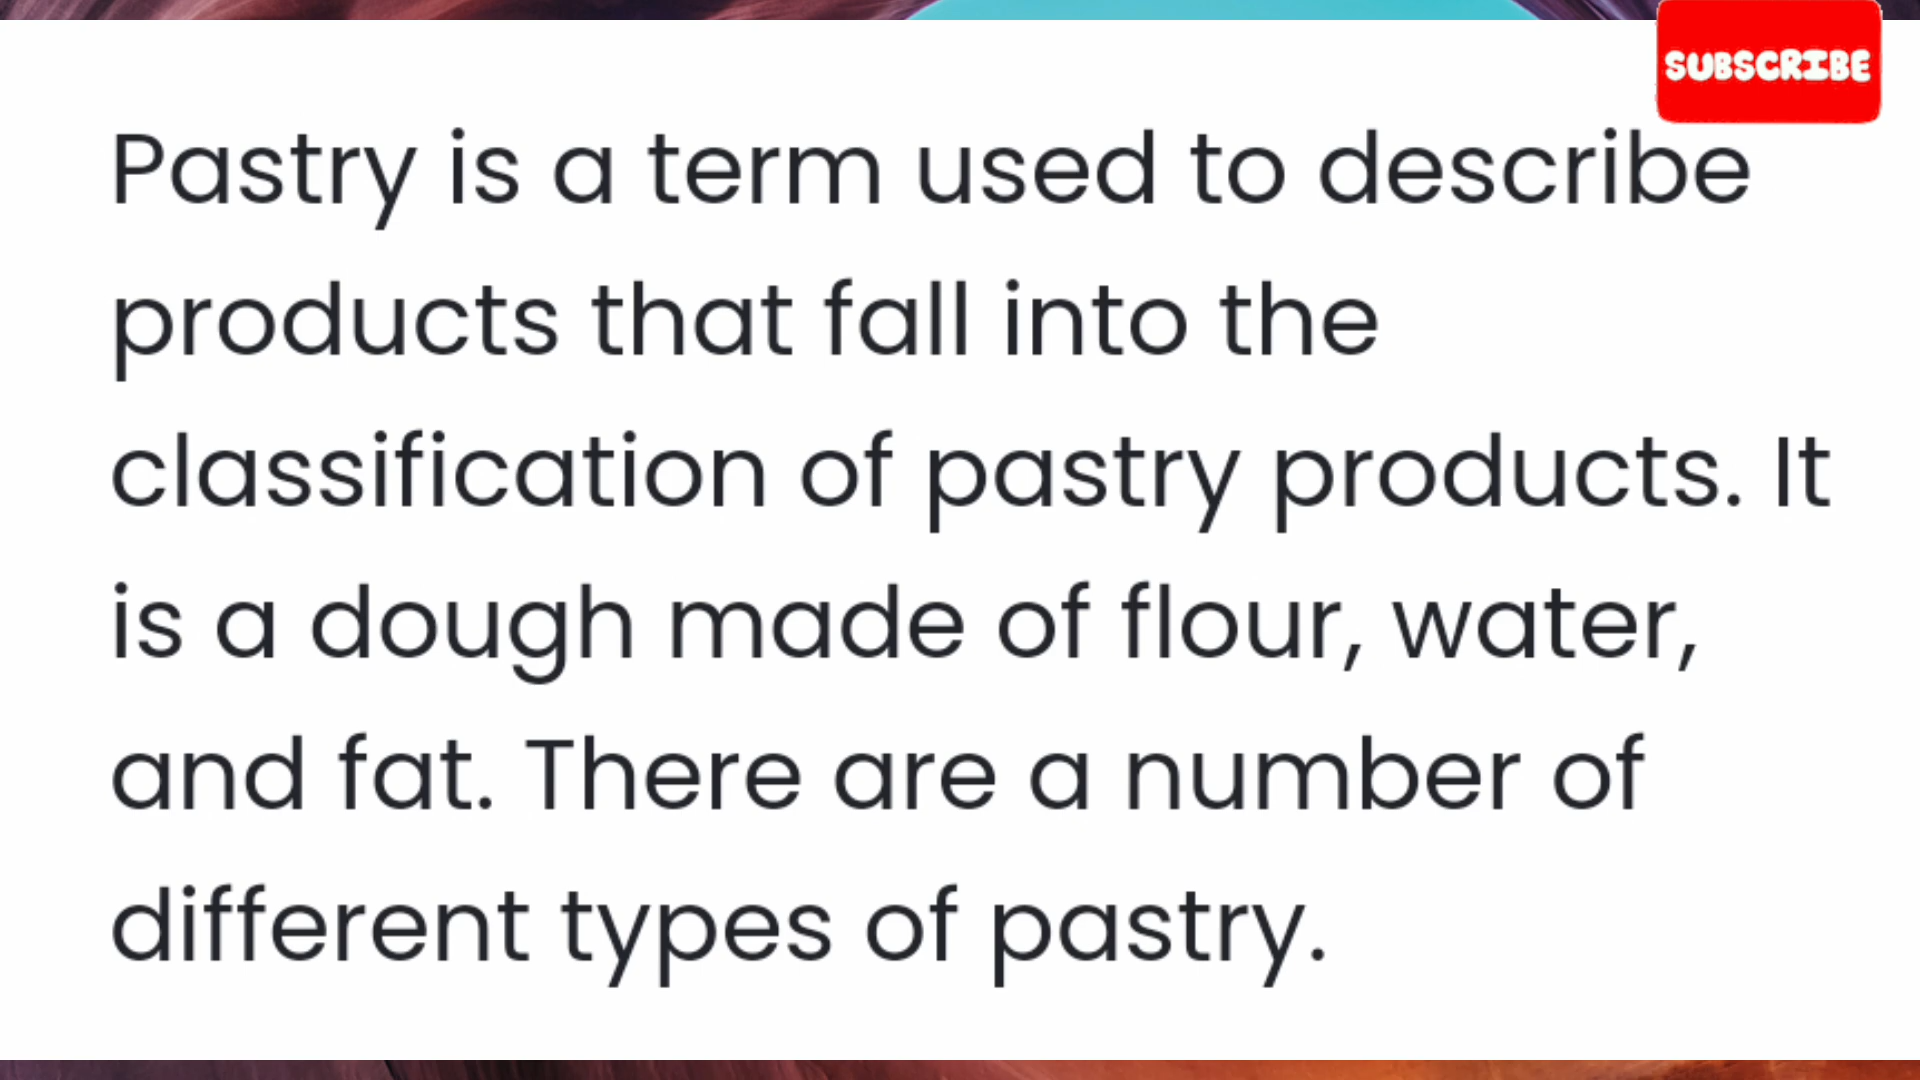 SUBSCRIBE
Pastry is a term used to describe
products that fall into the
classification of pastry products. It
is a dough made of flour, water,
and fat. There are a number of
different types of pastry.